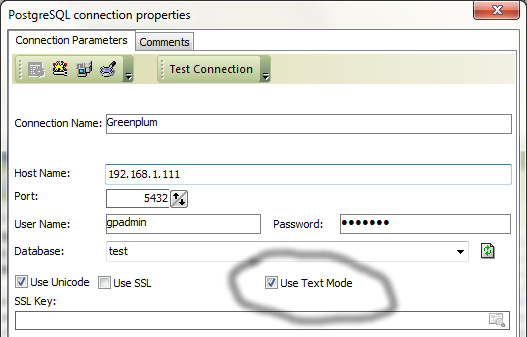 PostgreSQL connection properties
Connection Parameters Comments
Test Connection
Connection Name: Greenplum
Host Name: 192.168.1.111
Port: 5432
User Name: gpadmin Password: •••••••
Database: test
Use Unicode Use SSL Use Text Mode
SSL Key: